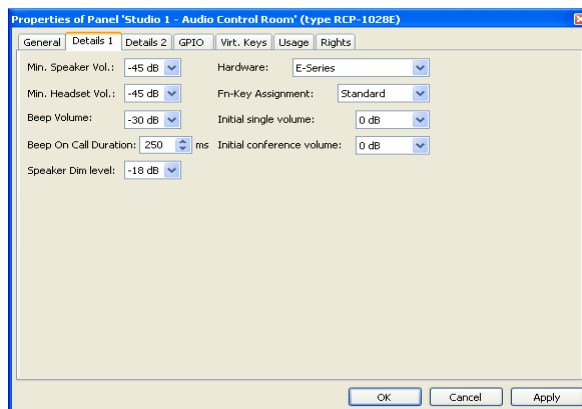 Properties of Panel 'Studio 1 - Audio Control Room' (type RCP-1028E)
General Details 1 Details 2 GPIO Virt. Keys Usage Rights
Min. Speaker Vol.: -45 dB Hardware: E-Series
Min. Headset Vol.: -45 dB Fn-Key Assignment: Standard
Beep Volume: -30 dB Initial single volume: 0 dB
Beep On Call Duration: 250 ms Initial conference volume: 0 dB
Speaker Dim level: -18 dB
OK Cancel Apply